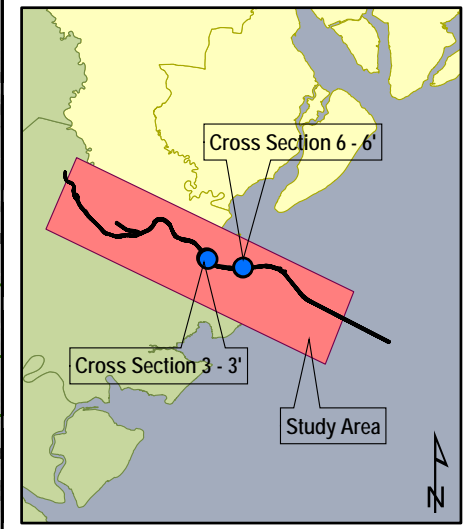 Cross Section 6 - 6'
Cross Section 3 - 3'
Study Area
N